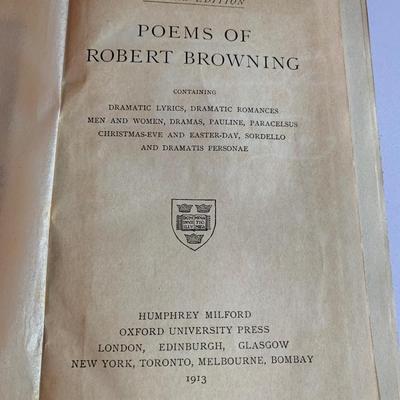 EDITION
POEMS OF
ROBERT BROWNING
CONTAINING
DRAMATIC LYRICS, DRAMATIC ROMANCES
MEN AND WOMEN, DRAMAS, PAULINE, PARACELSUS
CHRISTMAS-EVE AND EASTER-DAY, SORDELLO
AND DRAMATIS PERSONAE
HUMPHREY MILFORD
OXFORD UNIVERSITY PRESS
LONDON, EDINBURGH, GLASGOW
NEW YORK, TORONTO, MELBOURNE, BOMBAY
1913